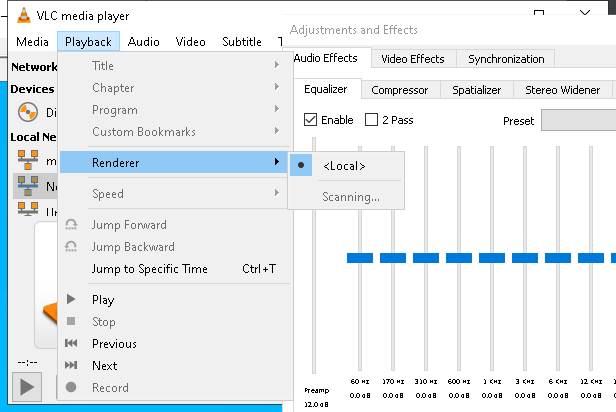 VLC media player
Media Playback Audio Video Subtitle T
Title
Chapter
Program
Custom Bookmarks
Renderer
Speed
Jump Forward
Jump Backward
Jump to Specific Time Ctrl+T
Play
Stop
Previous
Next
Record
<Local>
Scanning...
Network
Devices
Di
Local Ne
m
Ne
Un
--:--
Adjustments and Effects
Audio Effects Video Effects Synchronization
Equalizer Compressor Spatializer Stereo Widener
Enable 2 Pass Preset
Preamp 60 Hz 170 Hz 310 Hz 600 Hz 1 KHz 3 KHz 6 KHz 12 KHz
12.0 dB 0.0 dB 0.0 dB 0.0 dB 0.0 dB 0.0 dB 0.0 dB 0.0 dB 0.0 dB